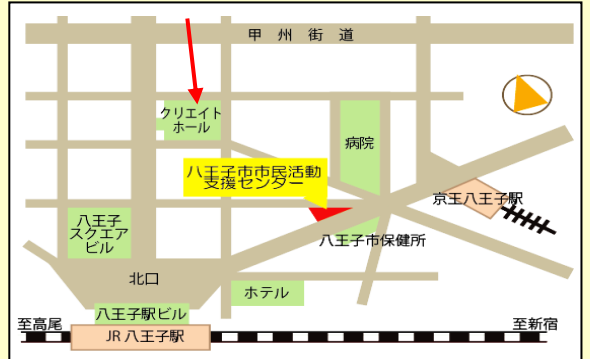 甲州街道
クリエイト
ホール
病院
八王子市市民活動
支援センター
京王八王子駅
八王子
スクエア
ビル
八王子市保健所
北口
ホテル
八王子駅ビル
至高尾
至新宿
JR 八王子駅